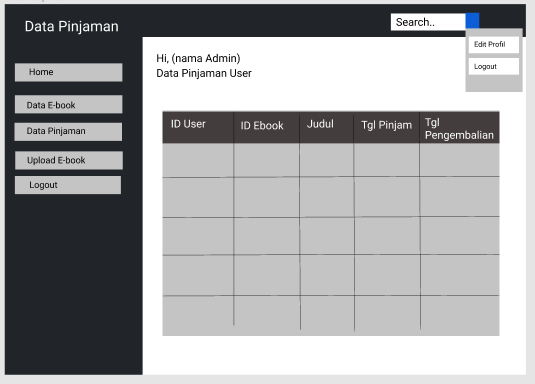 Data Pinjaman
Search..
Edit Profil
Logout
Home
Data E-book
Data Pinjaman
Upload E-book
Logout
Hi, (nama Admin)
Data Pinjaman User
ID User
ID Ebook
Judul
Tgl Pinjam
Tgl
Pengembalian